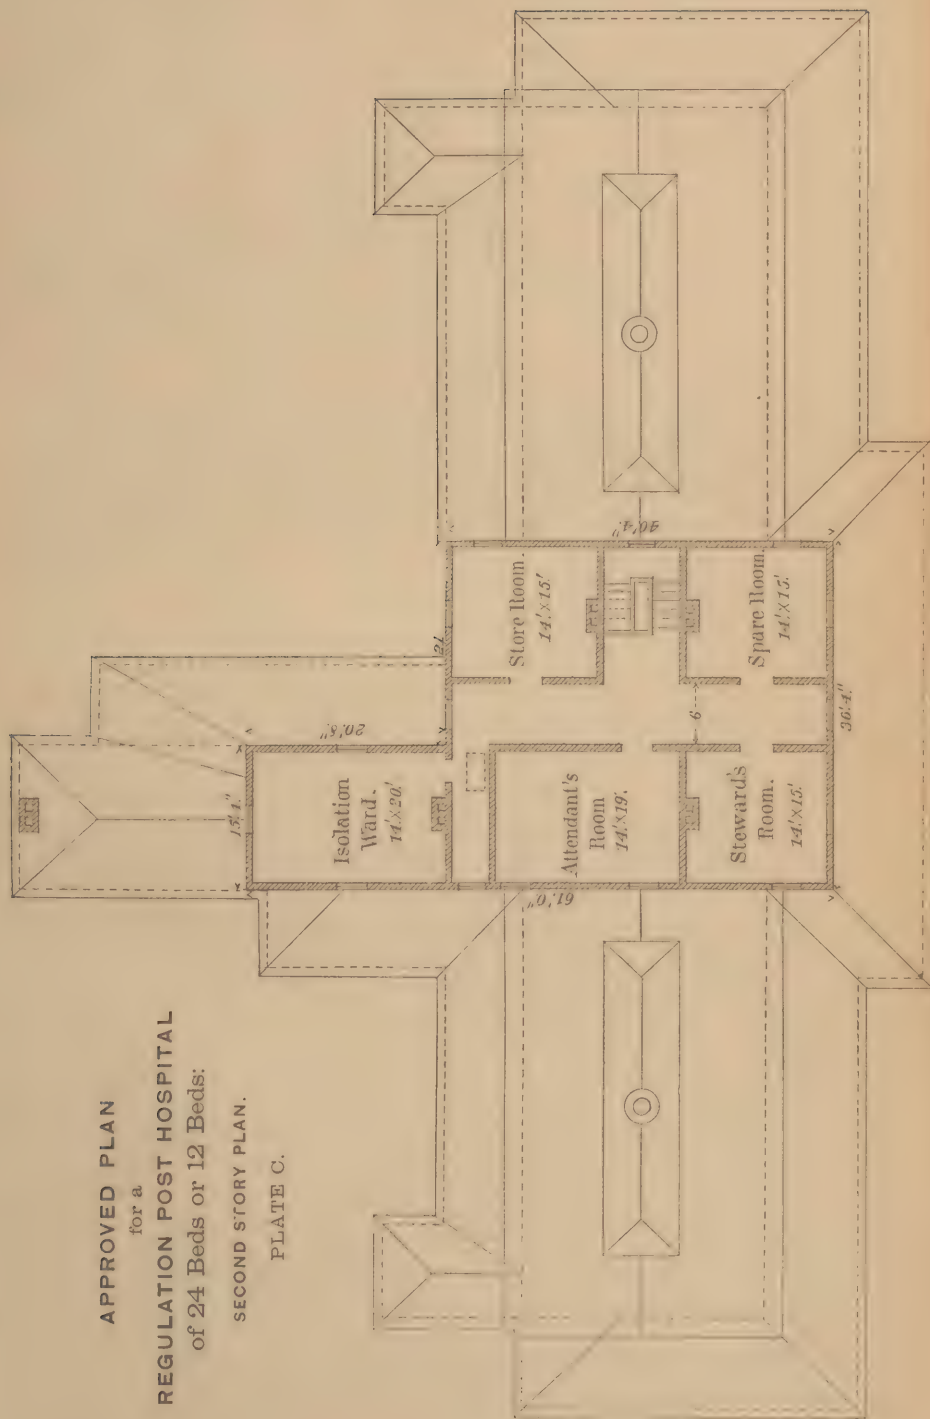 APPROVED PLAN
for a
REGULATION POST HOSPITAL
of 24 Beds or 12 Beds:
SECOND STORY PLAN.
PLATE C.
Isolation
Ward.
14'.X20'.
20'.8"
15'.4."
Attendant's
Room
14'.X19'.
Steward's
Room.
14'.X15'.
Store Room.
14'.X15'.
Spare Room.
14'.X15'.
40'.4."
61'.0"
36'.4."
6